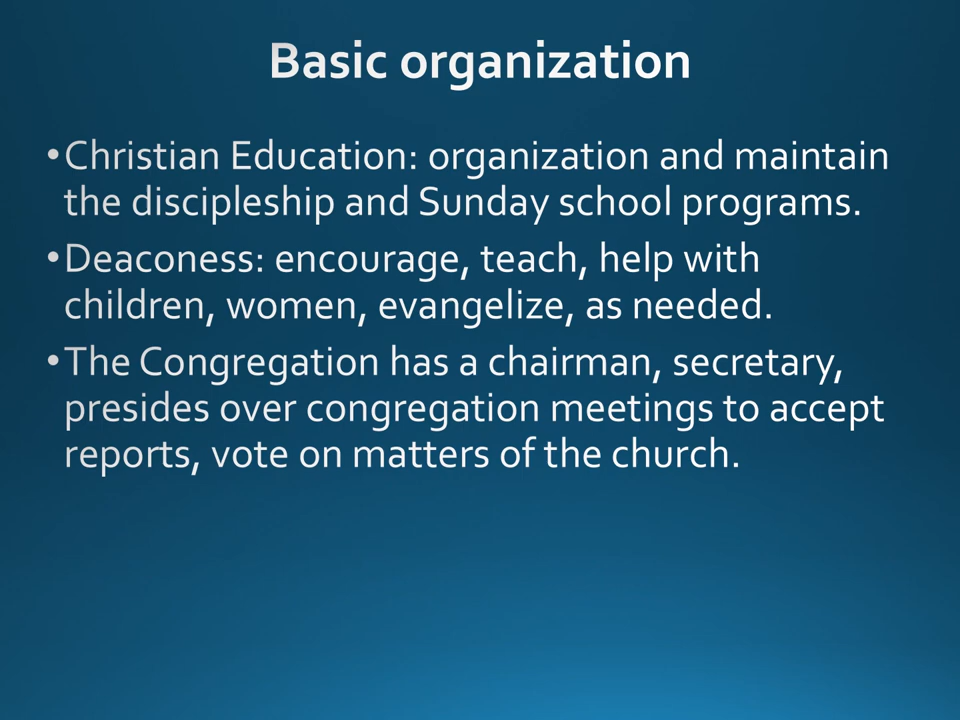 Basic organization
•Christian Education: organization and maintain
the discipleship and Sunday school programs.
•Deaconess: encourage, teach, help with
children, women, evangelize, as needed.
•The Congregation has a chairman, secretary,
presides over congregation meetings to accept
reports, vote on matters of the church.